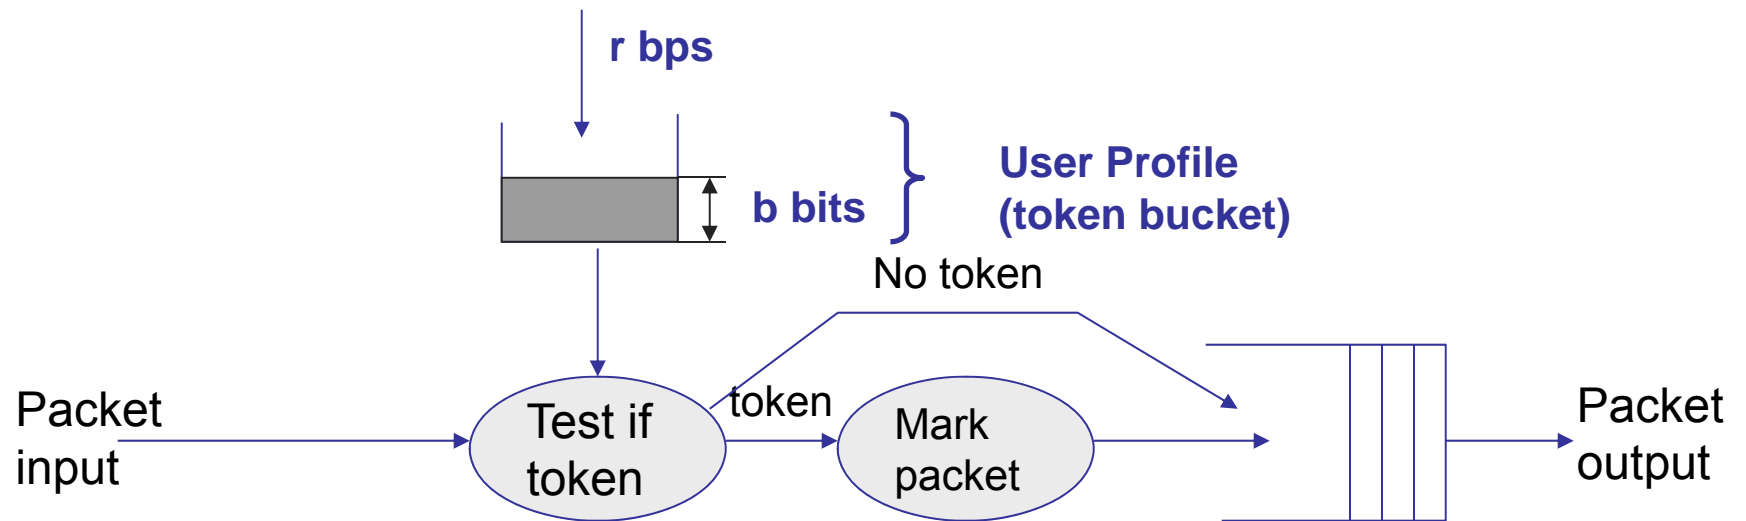 r bps
User Profile
(token bucket)
b bits
No token
Packet
input
Test if
token
token
Mark
packet
Packet
output